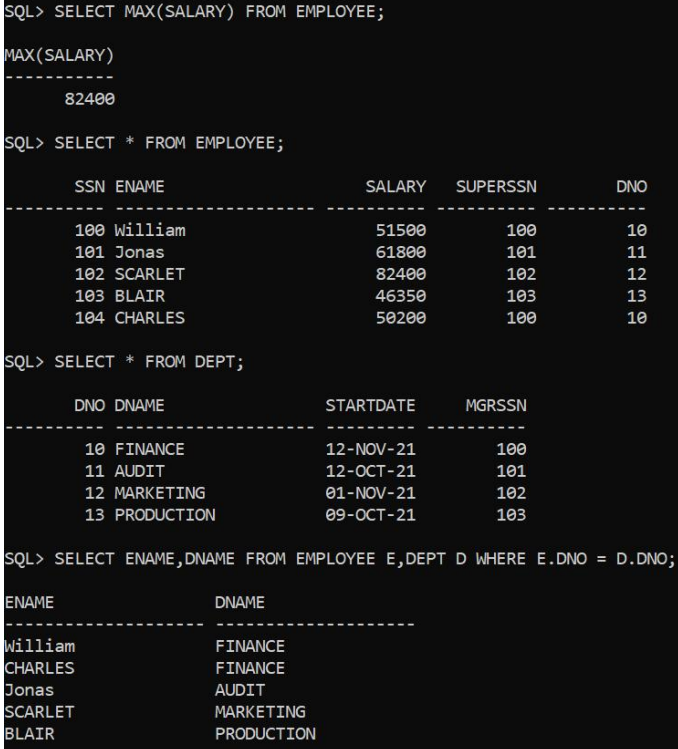 SQL> SELECT MAX(SALARY) FROM EMPLOYEE;
MAX(SALARY)
-----------
82400
SQL> SELECT * FROM EMPLOYEE;
SSN ENAME SALARY SUPERSSN DNO
---------- -------------------- ---------- ---------- ----------
100 William 51500 100 10
101 Jonas 61800 101 11
102 SCARLET 82400 102 12
103 BLAIR 46350 103 13
104 CHARLES 50200 100 10
SQL> SELECT * FROM DEPT;
DNO DNAME STARTDATE MGRSSN
---------- -------------------- --------- ----------
10 FINANCE 12-NOV-21 100
11 AUDIT 12-OCT-21 101
12 MARKETING 01-NOV-21 102
13 PRODUCTION 09-OCT-21 103
SQL> SELECT ENAME,DNAME FROM EMPLOYEE E,DEPT D WHERE E.DNO = D.DNO;
ENAME DNAME
-------------------- --------------------
William FINANCE
CHARLES FINANCE
Jonas AUDIT
SCARLET MARKETING
BLAIR PRODUCTION